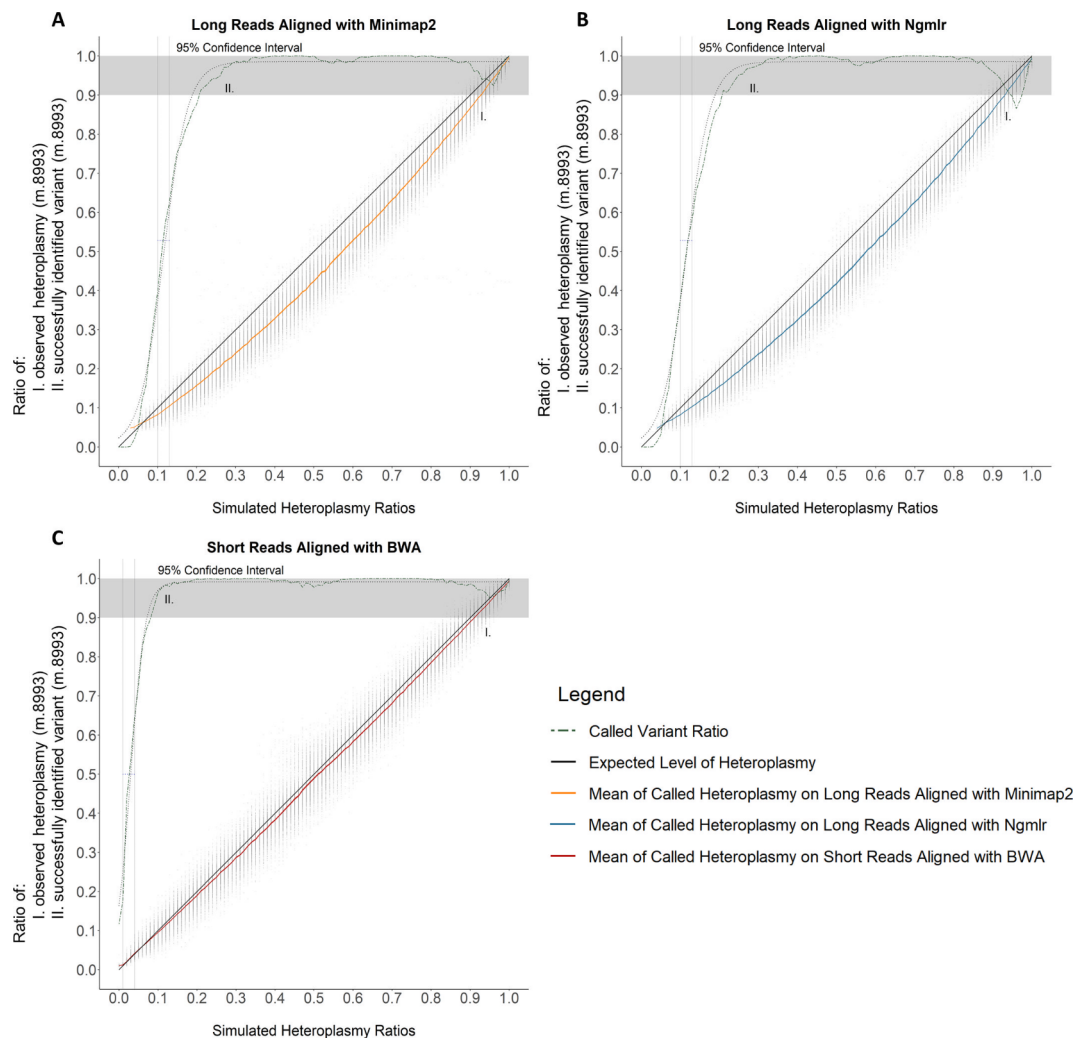 A
Long Reads Aligned with Minimap2
95% Confidence Interval
II.
I.
1.0
0.9
0.8
0.7
0.6
0.5
0.4
0.3
0.2
0.1
0.0
Ratio of:
I. observed heteroplasmy (m.8993)
II. successfully identified variant (m.8993)
0.0 0.1 0.2 0.3 0.4 0.5 0.6 0.7 0.8 0.9 1.0
Simulated Heteroplasmy Ratios
B
Long Reads Aligned with Ngmlr
95% Confidence Interval
II.
I.
1.0
0.9
0.8
0.7
0.6
0.5
0.4
0.3
0.2
0.1
0.0
Ratio of:
I. observed heteroplasmy (m.8993)
II. successfully identified variant (m.8993)
0.0 0.1 0.2 0.3 0.4 0.5 0.6 0.7 0.8 0.9 1.0
Simulated Heteroplasmy Ratios
C
Short Reads Aligned with BWA
95% Confidence Interval
II.
I.
1.0
0.9
0.8
0.7
0.6
0.5
0.4
0.3
0.2
0.1
0.0
Ratio of:
I. observed heteroplasmy (m.8993)
II. successfully identified variant (m.8993)
0.0 0.1 0.2 0.3 0.4 0.5 0.6 0.7 0.8 0.9 1.0
Simulated Heteroplasmy Ratios
Legend
Called Variant Ratio
Expected Level of Heteroplasmy
Mean of Called Heteroplasmy on Long Reads Aligned with Minimap2
Mean of Called Heteroplasmy on Long Reads Aligned with Ngmlr
Mean of Called Heteroplasmy on Short Reads Aligned with BWA